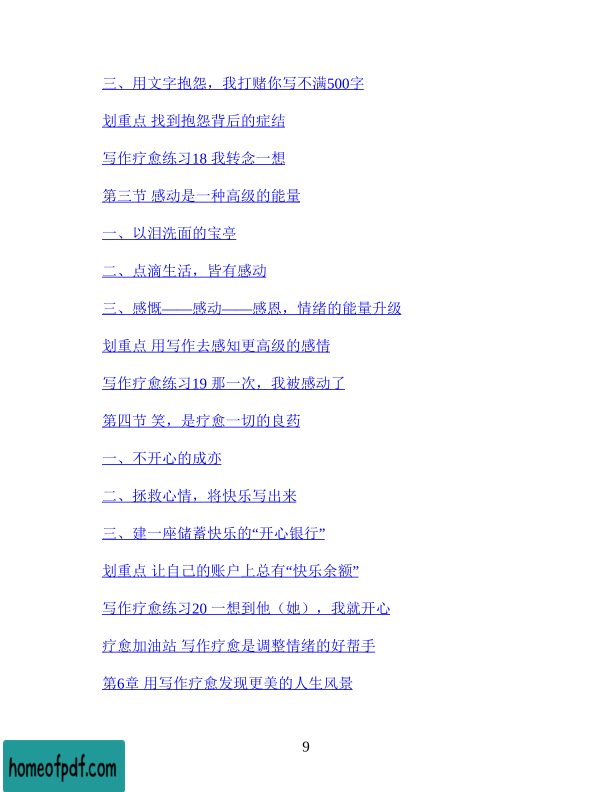 三、用文字抱怨，我打赌你写不满500字
划重点 找到抱怨背后的症结
写作疗愈练习18 我转念一想
第三节 感动是一种高级的能量
一、以泪洗面的宝亭
二、点滴生活，皆有感动
三、感慨——感动——感恩，情绪的能量升级
划重点 用写作去感知更高级的感情
写作疗愈练习19 那一次，我被感动了
第四节 笑，是疗愈一切的良药
一、不开心的成亦
二、拯救心情，将快乐写出来
三、建一座储蓄快乐的“开心银行”
划重点 让自己的账户上总有“快乐余额”
写作疗愈练习20 一想到他（她），我就开心
疗愈加油站 写作疗愈是调整情绪的好帮手
第6章 用写作疗愈发现更美的人生风景
9
homeofpdf.com